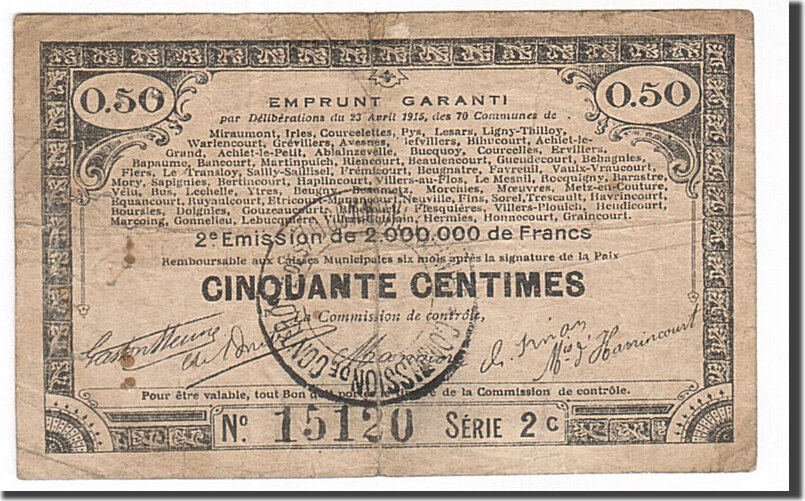 0.50
0.50
EMPRUNT GARANTI
par Délibérations du 23 Avril 1915, des 70 Communes de
Miraumont, Irles, Courcelettes, Pys, Lesars, Ligny-Thilloy,
Warlencourt, Grévillers, Avesnes, Biefvillers, Bihucourt, Achiet-le-
Grand, Achiet-le-Petit, Ablainzevelle Bucquoy, Courcelles, Ervillers,
Bapaume, Bancourt, Martinpuich, Riencourt, Beaulencourt, Gueudecourt, Behagnies,
Flers, Le Transloy, Sailly-Saillisel, Frémicourt, Beugnatre, Favreuil, Vaulx-Vraucourt,
Mory, Sapignies, Bertincourt, Haplincourt, Villers-au-Flos, Le Mesnil, Rocquigny, Barastre,
Vélu, Bus, Léchelle, Ytres, Beugny, Beaumetz, Morchies, Mœuvres, Metz-en-Couture,
Equancourt, Ruyaulcourt, Etricourt-Manancourt, Neuville, Fins, Sorel, Trescault, Havrincourt,
Boursies, Doignies, Gouzeaucourt, Flesquières, Villers-Plouich, Heudicourt,
Marcoing, Gonnelieu, Lebucquière, Villers-Guislain, Hermies, Honnecourt, Graincourt.
2e Emission de 2.000.000 de Francs
Remboursable aux Caisses Municipales six mois après la signature de la Paix
CINQUANTE CENTIMES
La Commission de contrôle,
Mis d'Havrincourt
COMMISSION DE CONTROLE
Pour être valable, tout Bon doit porter le timbre de la Commission de contrôle.
No. 15120 SÉRIE 2 C